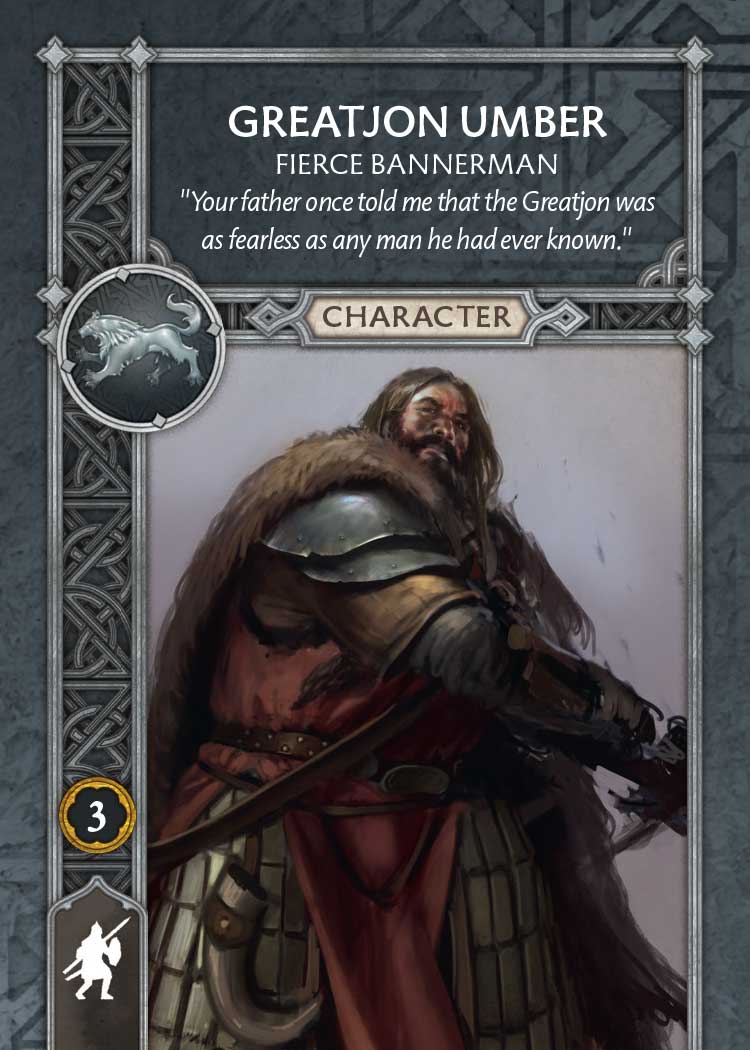 GREATJON UMBER
FIERCE BANNERMAN
"Your father once told me that the Greatjon was
as fearless as any man he had ever known."
CHARACTER
3